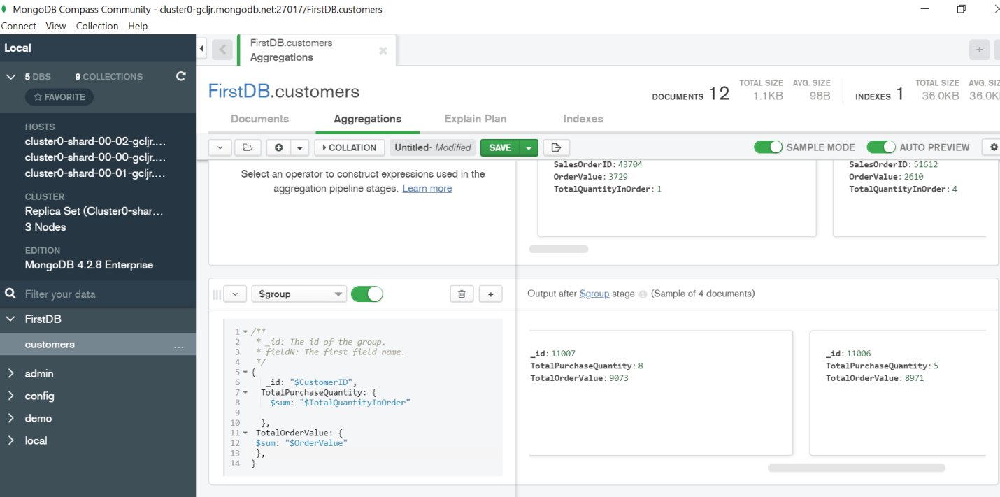 MongoDB Compass Community - cluster0-gcljr.mongodb.net:27017/FirstDB.customers
Connect View Collection Help
Local
5 DBS 9 COLLECTIONS
FAVORITE
HOSTS
cluster0-shard-00-02-gcljr....
cluster0-shard-00-00-gcljr....
cluster0-shard-00-01-gcljr....
CLUSTER
Replica Set (Cluster0-shar...
3 Nodes
EDITION
MongoDB 4.2.8 Enterprise
Filter your data
FirstDB
customers ...
admin
config
demo
local
FirstDB.customers
Aggregations
FirstDB.customers
DOCUMENTS 12 TOTAL SIZE 1.1KB AVG. SIZE 98B INDEXES 1 TOTAL SIZE 36.0KB AVG. SIZ 36.0K
Documents Aggregations Explain Plan Indexes
COLLATION Untitled- Modified SAVE SAMPLE MODE AUTO PREVIEW
Select an operator to construct expressions used in the
aggregation pipeline stages. Learn more
SalesOrderID: 43704
OrderValue: 3729
TotalQuantityInOrder: 1
SalesOrderID: 51612
OrderValue: 2610
TotalQuantityInOrder: 4
$group
Output after $group stage (Sample of 4 documents)
1 /**
2 * _id: The id of the group.
3 * fieldN: The first field name.
4 */
5 {
6 _id: "$CustomerID",
7 TotalPurchaseQuantity: {
8 $sum: "$TotalQuantityInOrder"
9
10 },
11 TotalOrderValue: {
12 $sum: "$OrderValue"
13 },
14 }
_id: 11007
TotalPurchaseQuantity: 8
TotalOrderValue: 9073
_id: 11006
TotalPurchaseQuantity: 5
TotalOrderValue: 8971